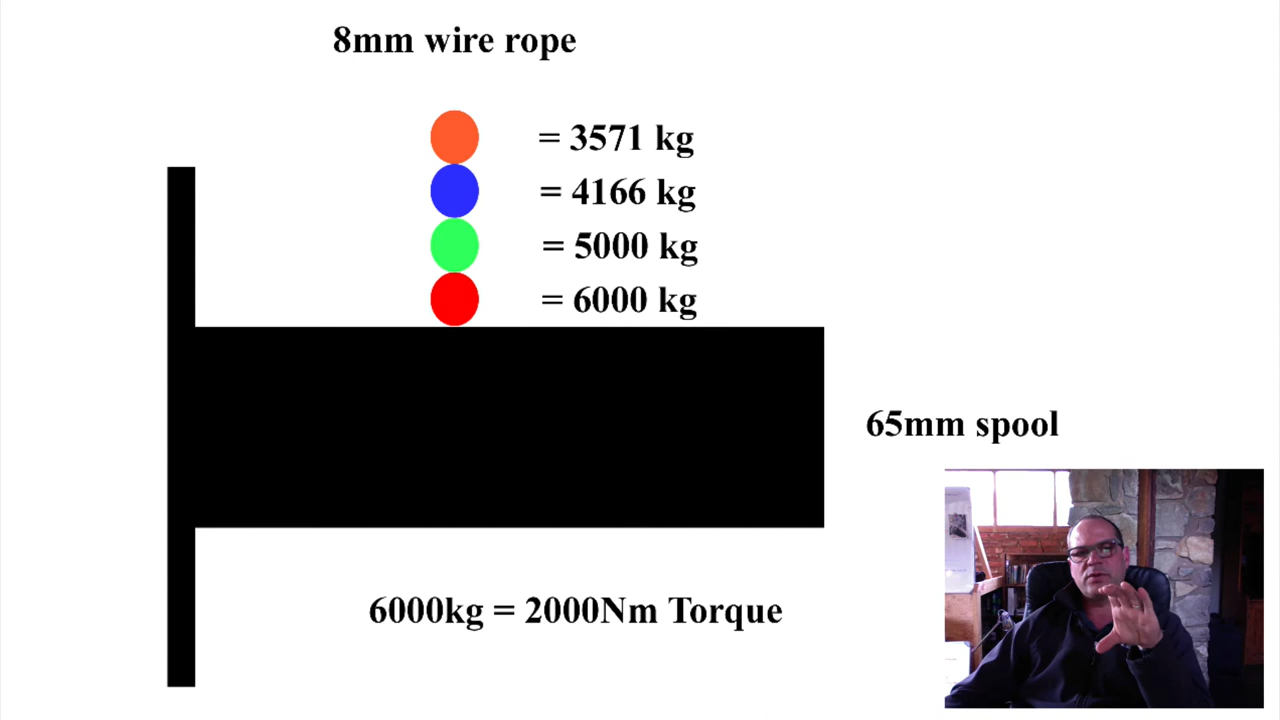 8mm wire rope
= 3571 kg
= 4166 kg
= 5000 kg
= 6000 kg
65mm spool
6000kg = 2000Nm Torque